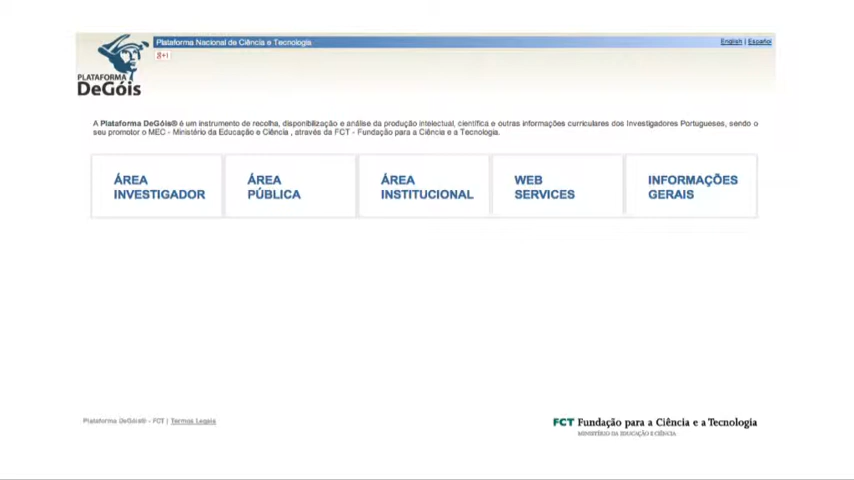 Plataforma Nacional de Ciência e Tecnologia
English | Español
g+1
PLATAFORMA
DeGóis
A Plataforma DeGóis® é um instrumento de recolha, disponibilização e análise da produção intelectual, científica e outras informações curriculares dos Investigadores Portugueses, sendo o
seu promotor o MEC - Ministério da Educação e Ciência , através da FCT - Fundação para a Ciência e a Tecnologia.
ÁREA
INVESTIGADOR
ÁREA
PÚBLICA
ÁREA
INSTITUCIONAL
WEB
SERVICES
INFORMAÇÕES
GERAIS
Plataforma DeGóis® - FCT | Termos Legais
FCT Fundação para a Ciência e a Tecnologia
MINISTÉRIO DA EDUCAÇÃO E CIÊNCIA